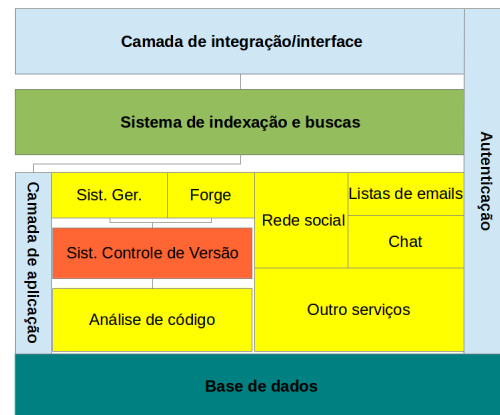 Camada de integração/interface
Autenticação
Sistema de indexação e buscas
Camada de aplicação
Sist. Ger.
Forge
Rede social
Listas de emails
Chat
Sist. Controle de Versão
Análise de código
Outro serviços
Base de dados